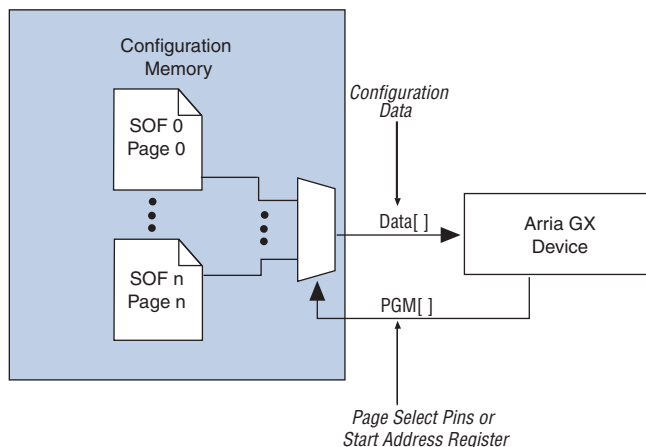 Configuration
Memory
SOF 0
Page 0
SOF n
Page n
Configuration
Data
Data[ ]
Arria GX
Device
PGM[ ]
Page Select Pins or
Start Address Register